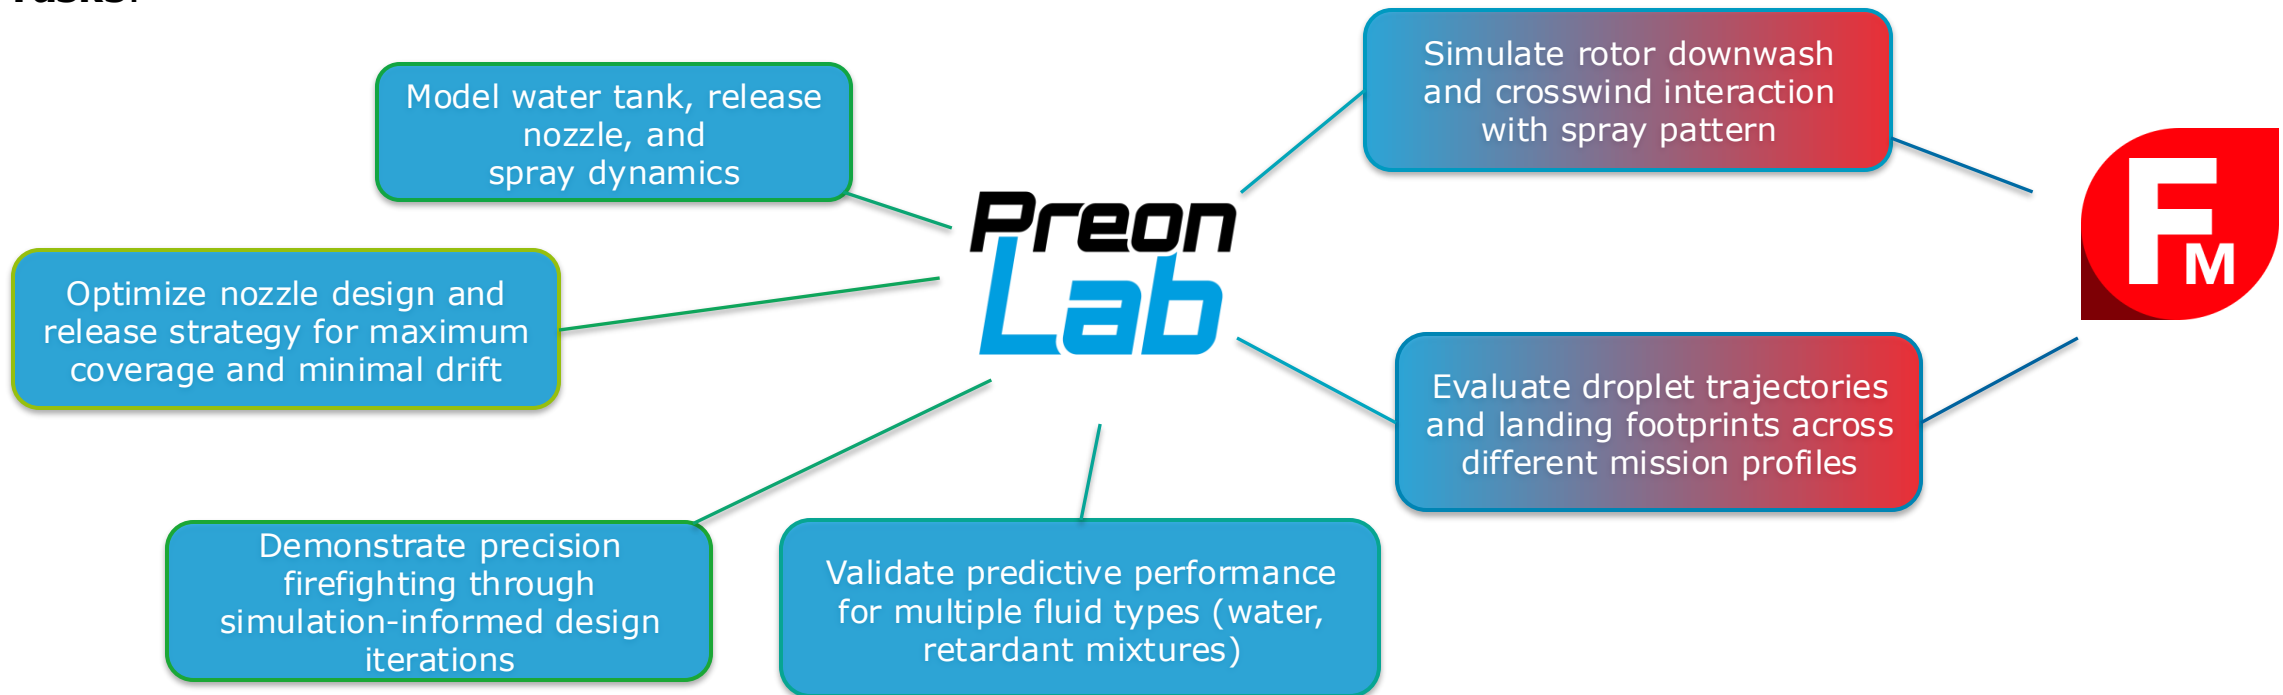 Tasks:
Model water tank, release
nozzle, and
spray dynamics
Simulate rotor downwash
and crosswind interaction
with spray pattern
Preon
Lab
FM
Optimize nozzle design and
release strategy for maximum
coverage and minimal drift
Evaluate droplet trajectories
and landing footprints across
different mission profiles
Demonstrate precision
firefighting through
simulation-informed design
iterations
Validate predictive performance
for multiple fluid types (water,
retardant mixtures)